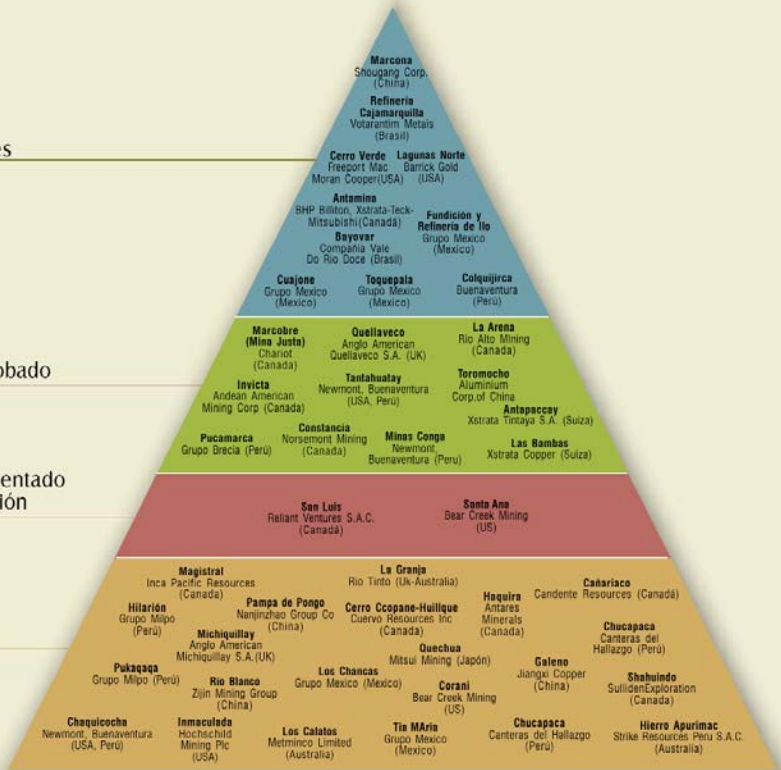 Marcona
Shougang Corp.
(China)
Refinería
Cajamarquilla
Votarantim Metais
(Brasil)
es
Cerro Verde
Freeport Mac
Moran Cooper(USA)
Lagunas Norte
Barrick Gold
(USA)
Antamina
BHP Billiton, Xstrata-Teck-
Mitsubishi(Canadá)
Fundición y
Refinería de Ilo
Grupo Mexico
(Mexico)
Bayovar
Compañia Vale
Do Rio Doce (Brasil)
Cuajone
Grupo Mexico
(Mexico)
Toquepala
Grupo Mexico
(Mexico)
Colquijirca
Buenaventura
(Perú)
Marcobre
(Mina Justa)
Chariot
(Canada)
Quellaveco
Anglo American
Quellaveco S.A. (UK)
La Arena
Rio Alto Mining
(Canada)
obado
Invicta
Andean American
Mining Corp (Canada)
Tantahuatay
Newmont, Buenaventura
(USA, Perú)
Toromocho
Aluminium
Corp.of China
Antapaccay
Xstrata Tintaya S.A. (Suiza)
Pucamarca
Grupo Brecia (Perú)
Constancia
Norsemont Mining
(Canada)
Minas Conga
Newmont,
Buenaventura (Peru)
Las Bambas
Xstrata Copper (Suiza)
entado
ión
San Luis
Reliant Ventures S.A.C.
(Canadá)
Santa Ana
Bear Creek Mining
(US)
Magistral
Inca Pacific Resources
(Canada)
La Granja
Rio Tinto (Uk-Australia)
Cañariaco
Candente Resources (Canadá)
Hilarión
Grupo Milpo
(Perú)
Pampa de Pongo
Nanjinzhao Group Co
(China)
Cerro Ccopane-Huillque
Cuervo Resources Inc
(Canada)
Haquira
Antares
Minerals
(Canada)
Michiquillay
Anglo American
Michiquillay S.A.(UK)
Chucapaca
Canteras del
Hallazgo (Perú)
Quechua
Mitsui Mining (Japón)
Pukaqaqa
Grupo Milpo (Perú)
Rio Blanco
Zijin Mining Group
(China)
Los Chancas
Grupo Mexico (Mexico)
Corani
Bear Creek Mining
(US)
Galeno
Jiangxi Copper
(China)
Shahuindo
SullidenExploration
(Canada)
Chaquicocha
Newmont, Buenaventura
(USA, Perú)
Inmaculada
Hochschild
Mining Plc
(USA)
Los Calatos
Metminco Limited
(Australia)
Tia MAria
Grupo Mexico
(Mexico)
Chucapaca
Canteras del Hallazgo
(Perú)
Hierro Apurimac
Strike Resources Peru S.A.C.
(Australia)